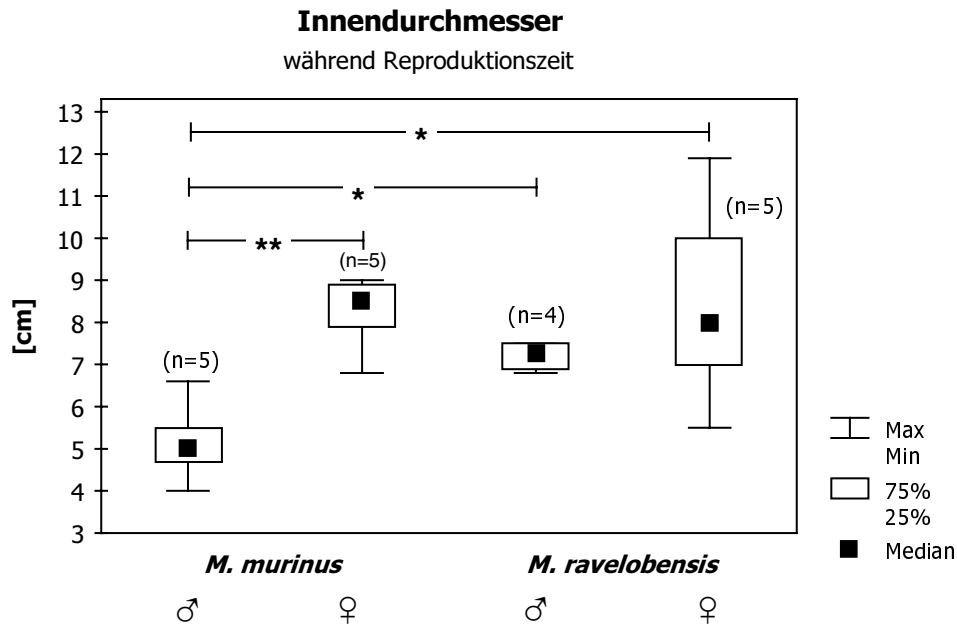 Innendurchmesser
während Reproduktionszeit
[cm]
13
12
11
10
9
8
7
6
5
4
3
*
*
**
(n=5)
(n=5)
(n=4)
(n=5)
M. murinus M. ravelobensis
♂ ♀ ♂ ♀
Max
Min
75%
25%
Median